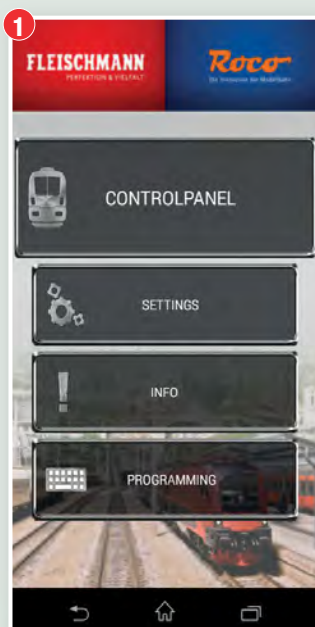 1
FLEISCHMANN
PERFEKTION & VIELFALT
Roco
CONTROLPANEL
SETTINGS
INFO
PROGRAMMING